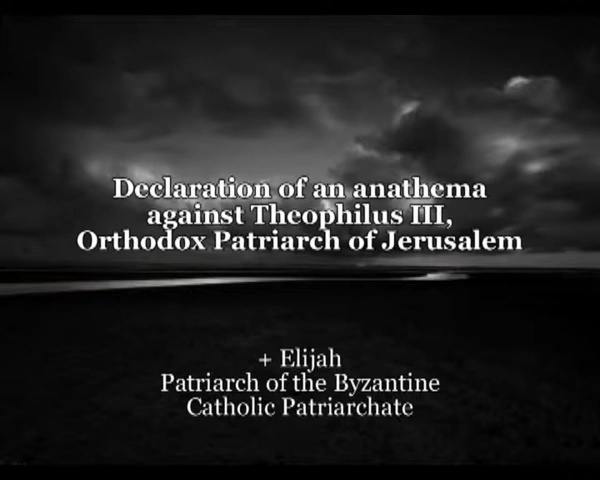 Declaration of an anathema
against Theophilus III,
Orthodox Patriarch of Jerusalem
+ Elijah
Patriarch of the Byzantine
Catholic Patriarchate